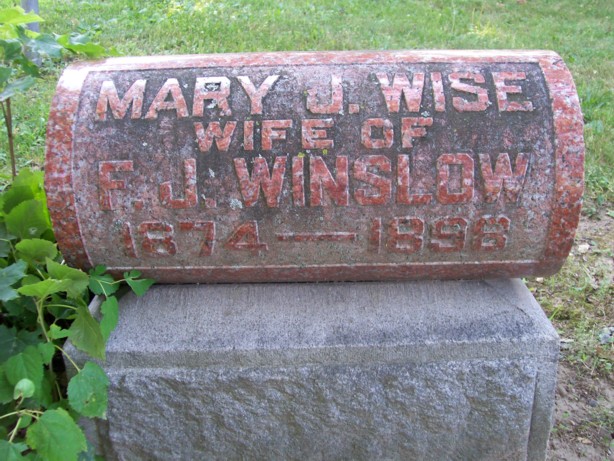 MARY J. WISE
WIFE OF
F. J. WINSLOW
1874 — 1898